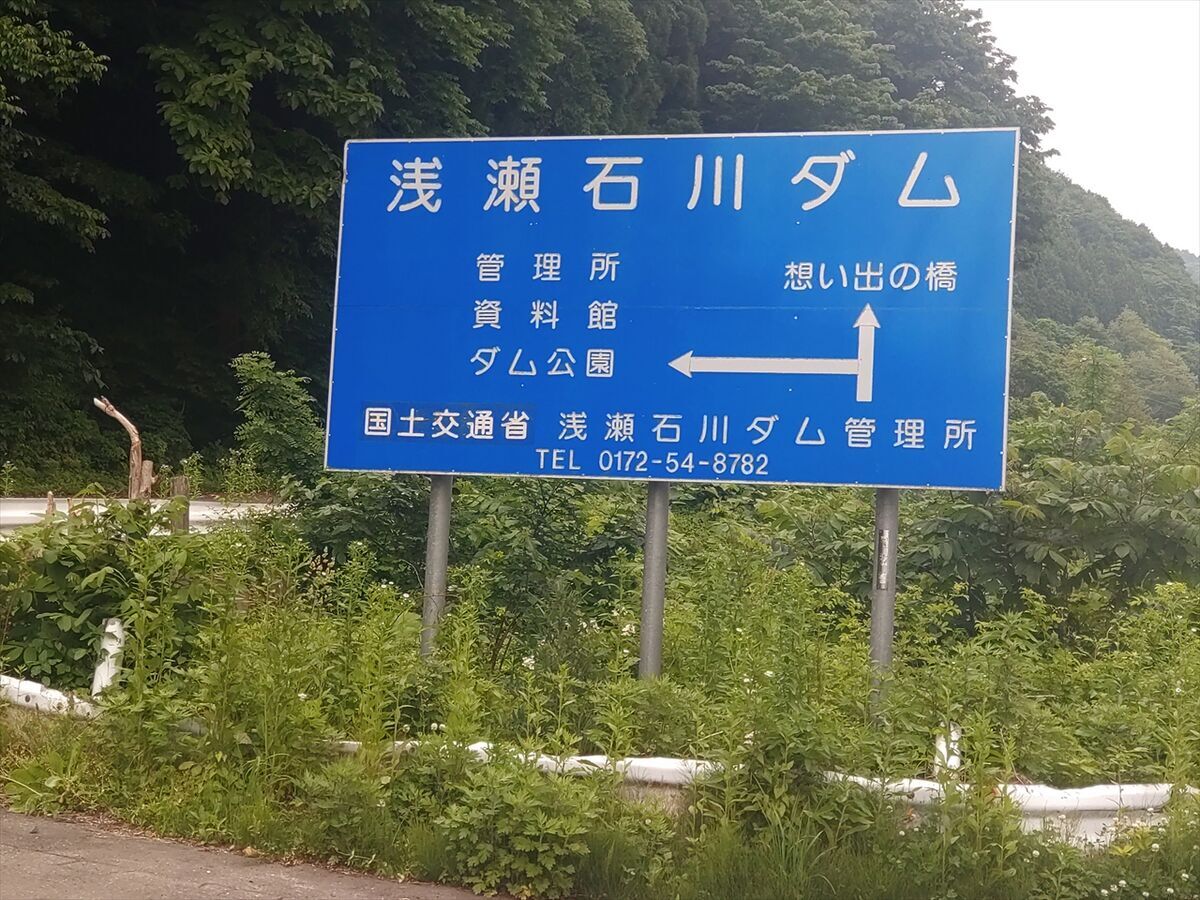 浅瀬石川ダム
管理所
資料館
ダム公園
想い出の橋
国土交通省 浅瀬石川ダム管理所
TEL 0172-54-8782